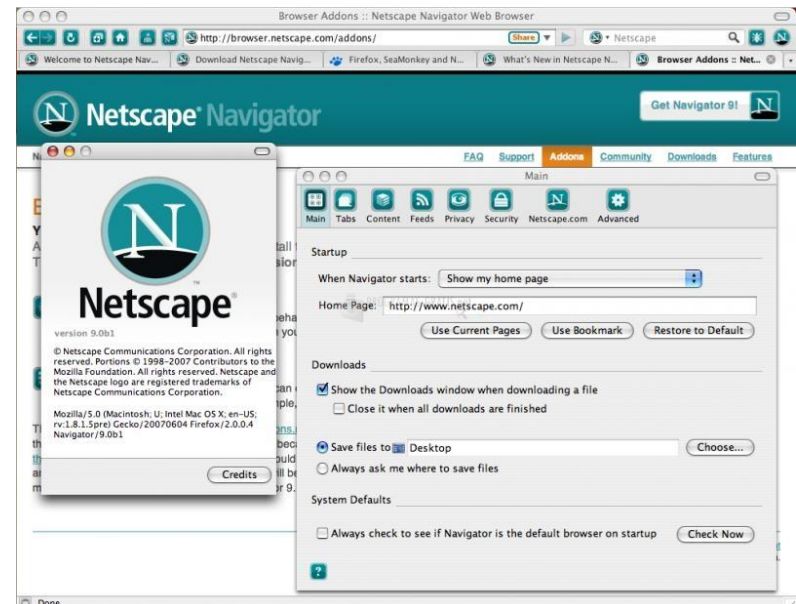 Browser Addons :: Netscape Navigator Web Browser
http://browser.netscape.com/addons/
Share
Netscape
Welcome to Netscape Nav...
Download Netscape Navig...
Firefox, SeaMonkey and N...
What's New in Netscape N...
Browser Addons :: Net...
N Netscape® Navigator
Get Navigator 9! N
FAQ Support Addons Community Downloads Features
N
Netscape®
version 9.0b1
© Netscape Communications Corporation. All rights
reserved. Portions © 1998-2007 Contributors to the
Mozilla Foundation. All rights reserved. Netscape and
the Netscape logo are registered trademarks of
Netscape Communications Corporation.
Mozilla/5.0 (Macintosh; U; Intel Mac OS X; en-US;
rv:1.8.1.5pre) Gecko/20070604 Firefox/2.0.0.4
Navigator/9.0b1
Credits
Main
Main Tabs Content Feeds Privacy Security Netscape.com Advanced
Startup
When Navigator starts: Show my home page
Home Page: http://www.netscape.com/
Use Current Pages Use Bookmark Restore to Default
Downloads
Show the Downloads window when downloading a file
Close it when all downloads are finished
Save files to Desktop Choose...
Always ask me where to save files
System Defaults
Always check to see if Navigator is the default browser on startup Check Now
?
Done